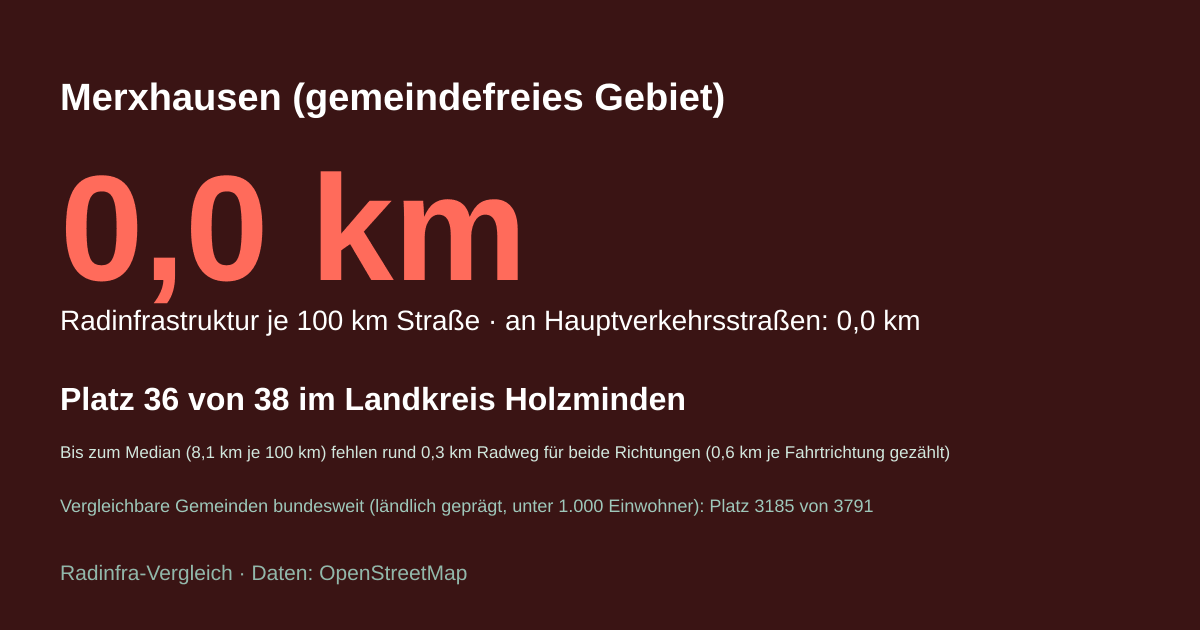 Merxhausen (gemeindefreies Gebiet)
0,0 km
Radinfrastruktur je 100 km Straße · an Hauptverkehrsstraßen: 0,0 km
Platz 36 von 38 im Landkreis Holzminden
Bis zum Median (8,1 km je 100 km) fehlen rund 0,3 km Radweg für beide Richtungen (0,6 km je Fahrtrichtung gezählt)
Vergleichbare Gemeinden bundesweit (ländlich geprägt, unter 1.000 Einwohner): Platz 3185 von 3791
Radinfra-Vergleich · Daten: OpenStreetMap